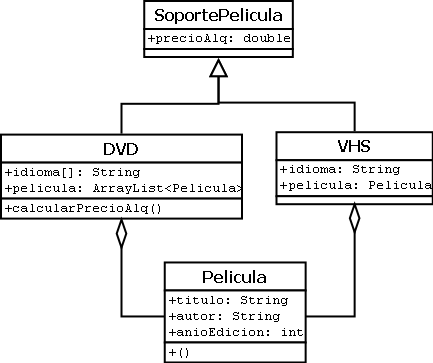 SoportePelicula
+precioAlq: double
DVD
+idioma[]: String
+pelicula: ArrayList<Pelicula>
+calcularPrecioAlq()
VHS
+idioma: String
+pelicula: Pelicula
Pelicula
+titulo: String
+autor: String
+anioEdicion: int
+()